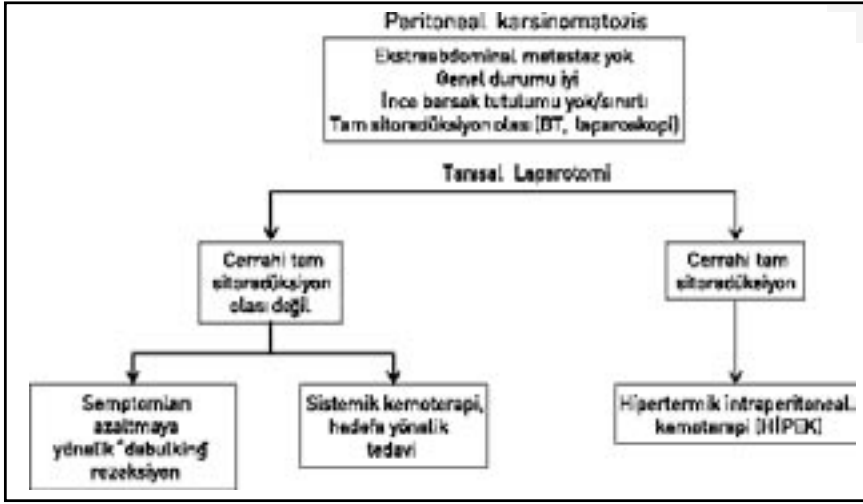 Peritoneal karsinomatozis
Ekstraabdominal metastaz yok
Genel durumu iyi
İnce barsak tutulumu yok/sınırlı
Tam sitoredüksiyon olası (BT, laparoskopi)
Tanısal Laparotomi
Cerrahi tam
sitoredüksiyon
olası değil
Cerrahi tam
sitoredüksiyon
Semptomları
azaltmaya
yönelik "debulking"
rezeksiyon
Sistemik kemoterapi,
hedefe yönelik
tedavi
Hipertermik intraperitoneal
kemoterapi (HİPEK)